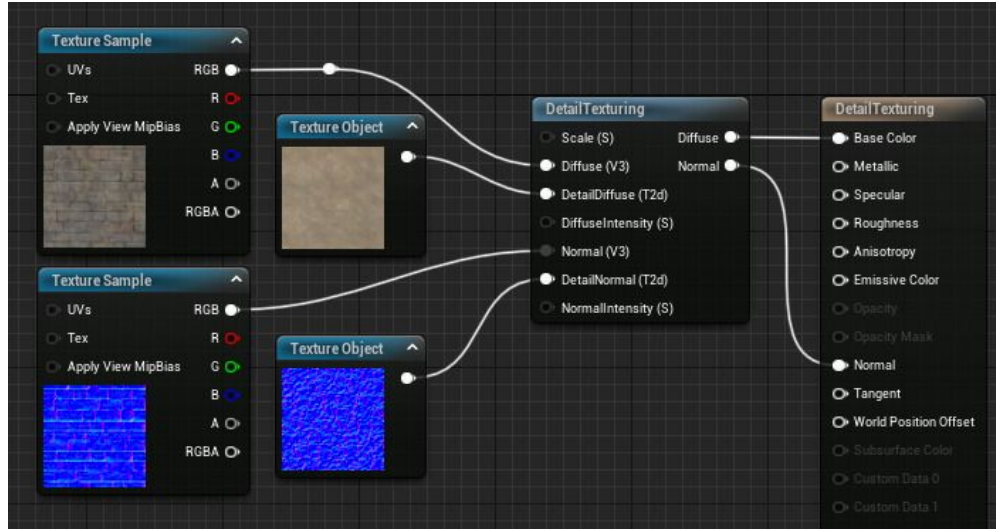 Texture Sample
UVs RGB
Tex R
Apply View MipBias G
B
A
RGBA
Texture Object
Texture Sample
UVs RGB
Tex R
Apply View MipBias G
B
A
RGBA
Texture Object
DetailTexturing
Scale (S) Diffuse
Diffuse (V3) Normal
DetailDiffuse (T2d)
DiffuseIntensity (S)
Normal (V3)
DetailNormal (T2d)
NormalIntensity (S)
DetailTexturing
Base Color
Metallic
Specular
Roughness
Anisotropy
Emissive Color
Opacity
Opacity Mask
Normal
Tangent
World Position Offset
Subsurface Color
Custom Data 0
Custom Data 1